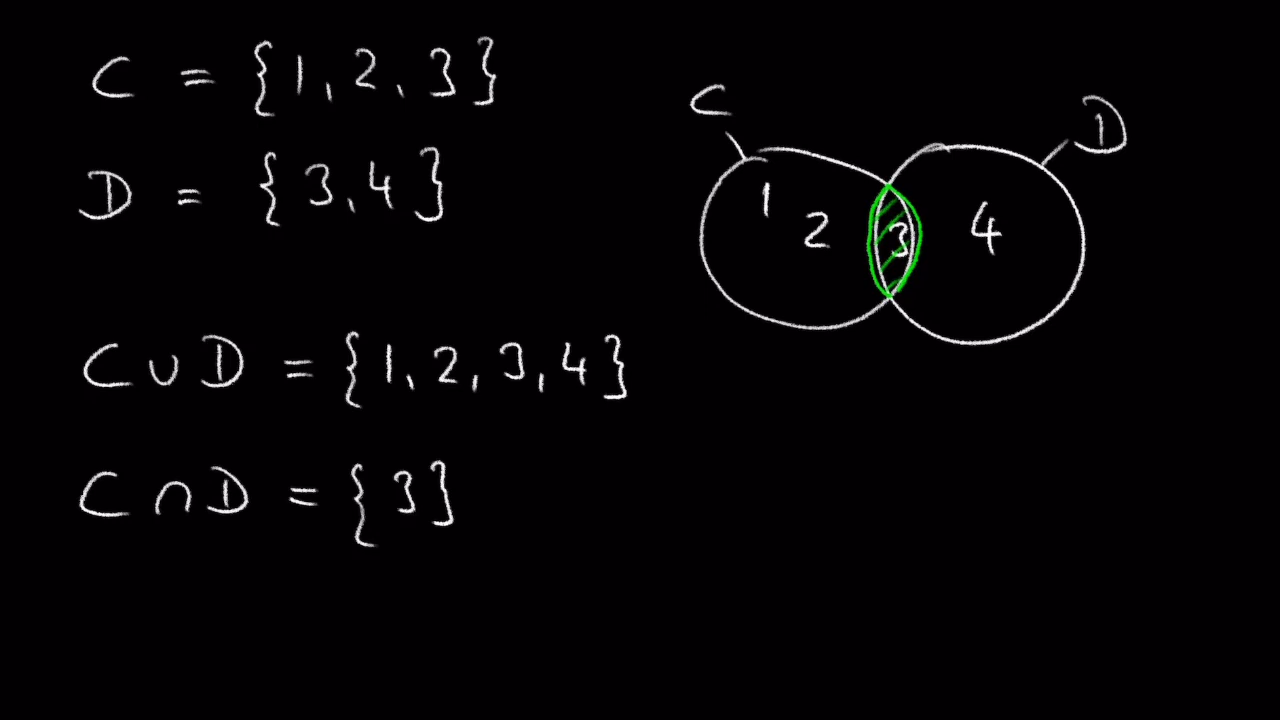 C = {1, 2, 3}
D = {3, 4}
C ∪ D = {1, 2, 3, 4}
C ∩ D = {3}
C
D
1
2
3
4